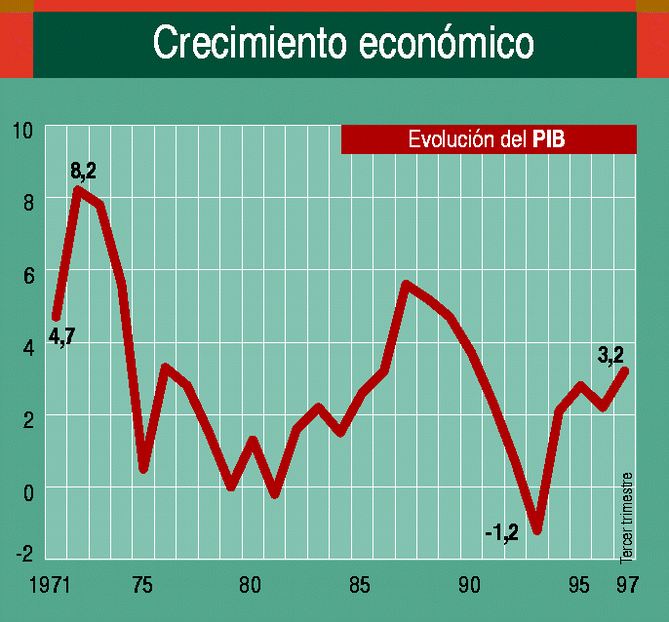 Crecimiento económico
Evolución del PIB
10
8
6
4
2
0
-2
8,2
4,7
3,2
-1,2
Tercer trimestre
1971 75 80 85 90 95 97